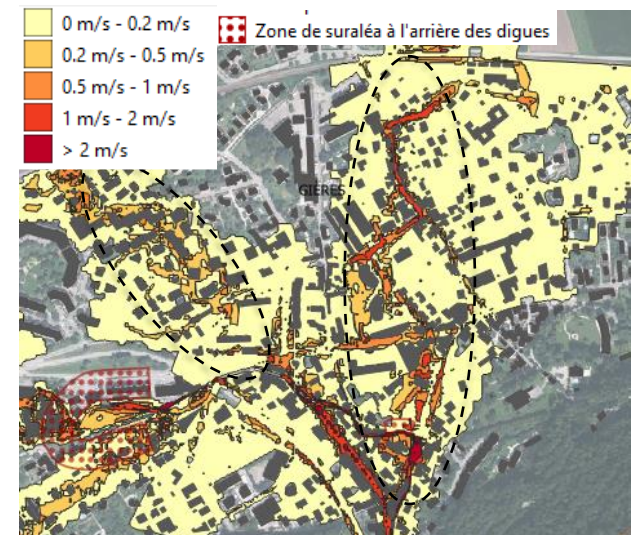 0 m/s - 0.2 m/s
0.2 m/s - 0.5 m/s
0.5 m/s - 1 m/s
1 m/s - 2 m/s
> 2 m/s
Zone de suraléa à l'arrière des digues
GIÈRES